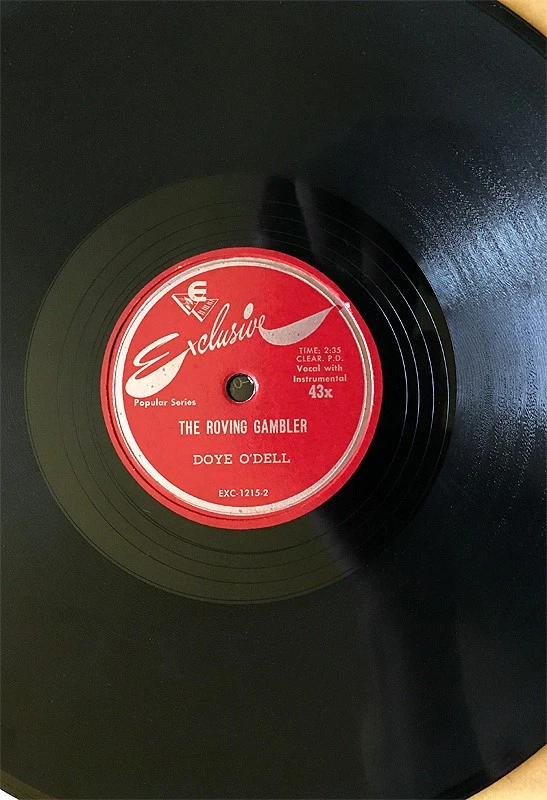 E
Exclusive
TIME: 2:35
CLEAR. P.D.
Vocal with
Instrumental
43x
Popular Series
THE ROVING GAMBLER
DOYE O'DELL
EXC-1215-2